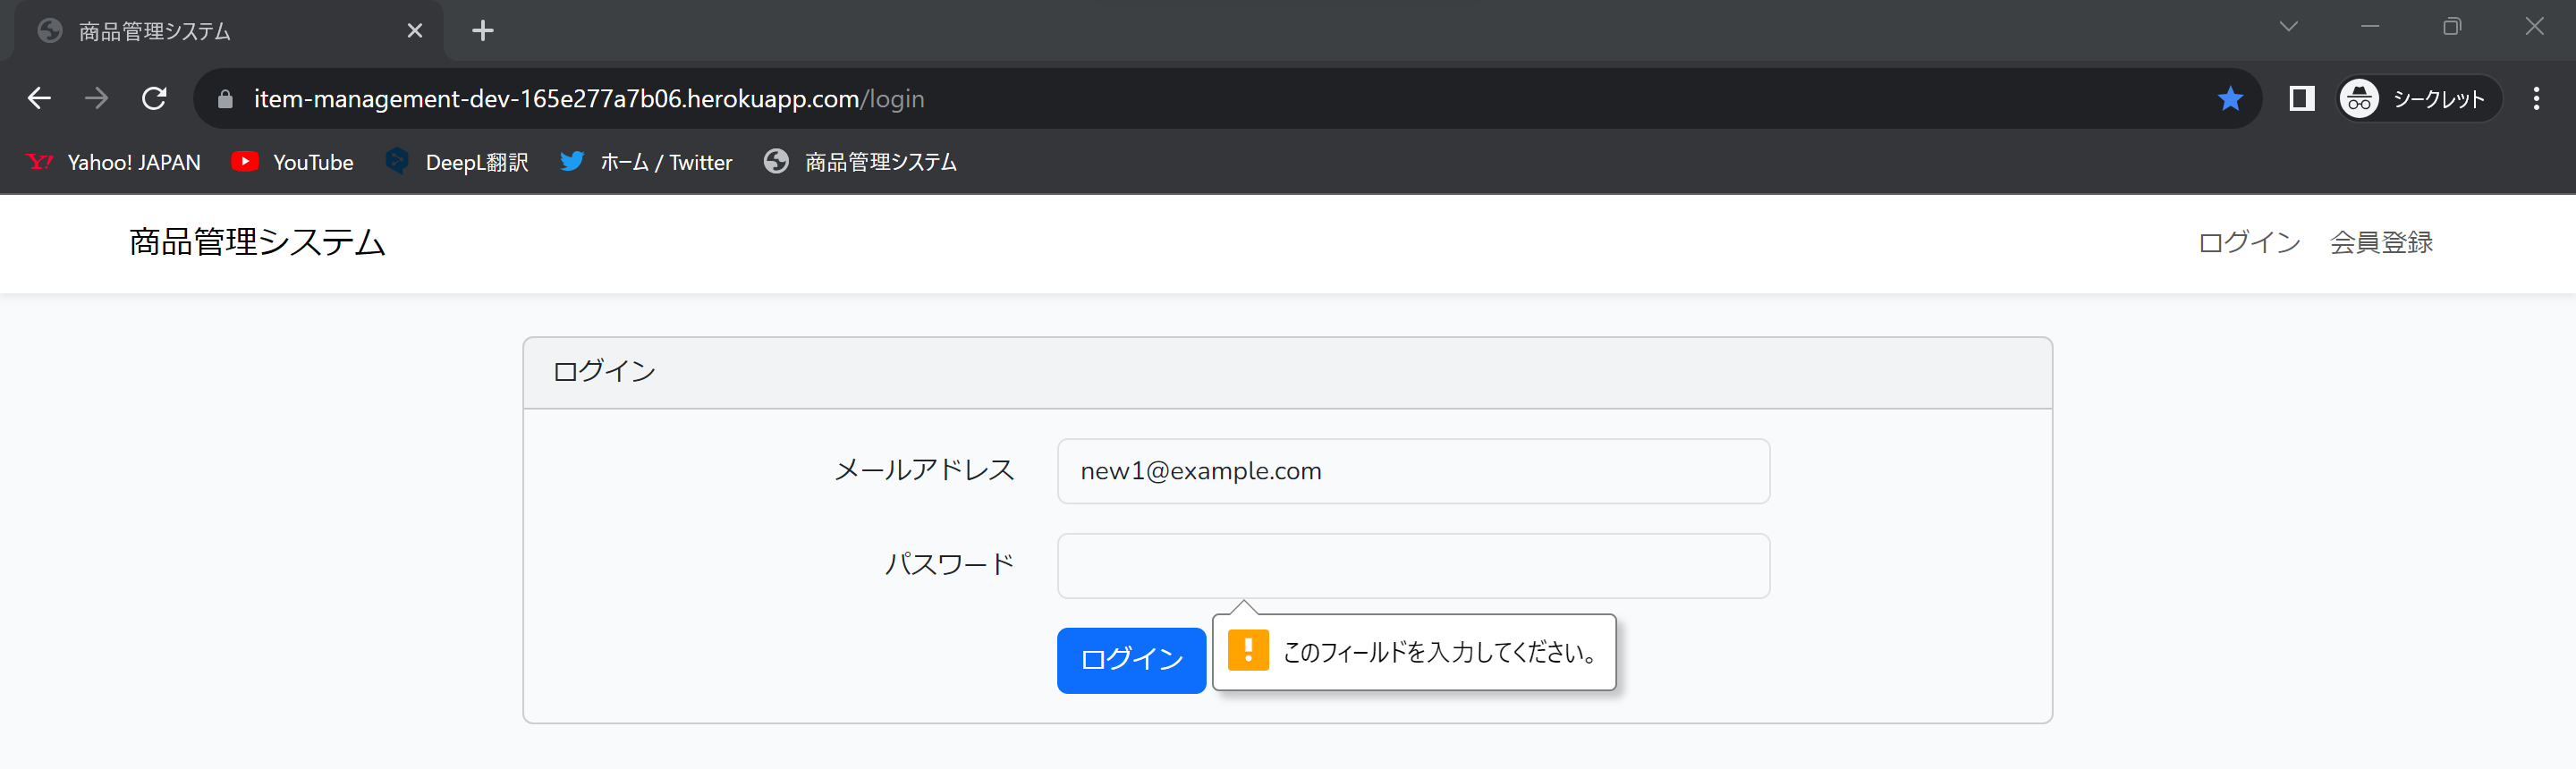 商品管理システム
item-management-dev-165e277a7b06.herokuapp.com/login
シークレット
Yahoo! JAPAN YouTube DeepL翻訳 ホーム / Twitter 商品管理システム
商品管理システム ログイン 会員登録
ログイン
メールアドレス new1@example.com
パスワード
ログイン
このフィールドを入力してください。